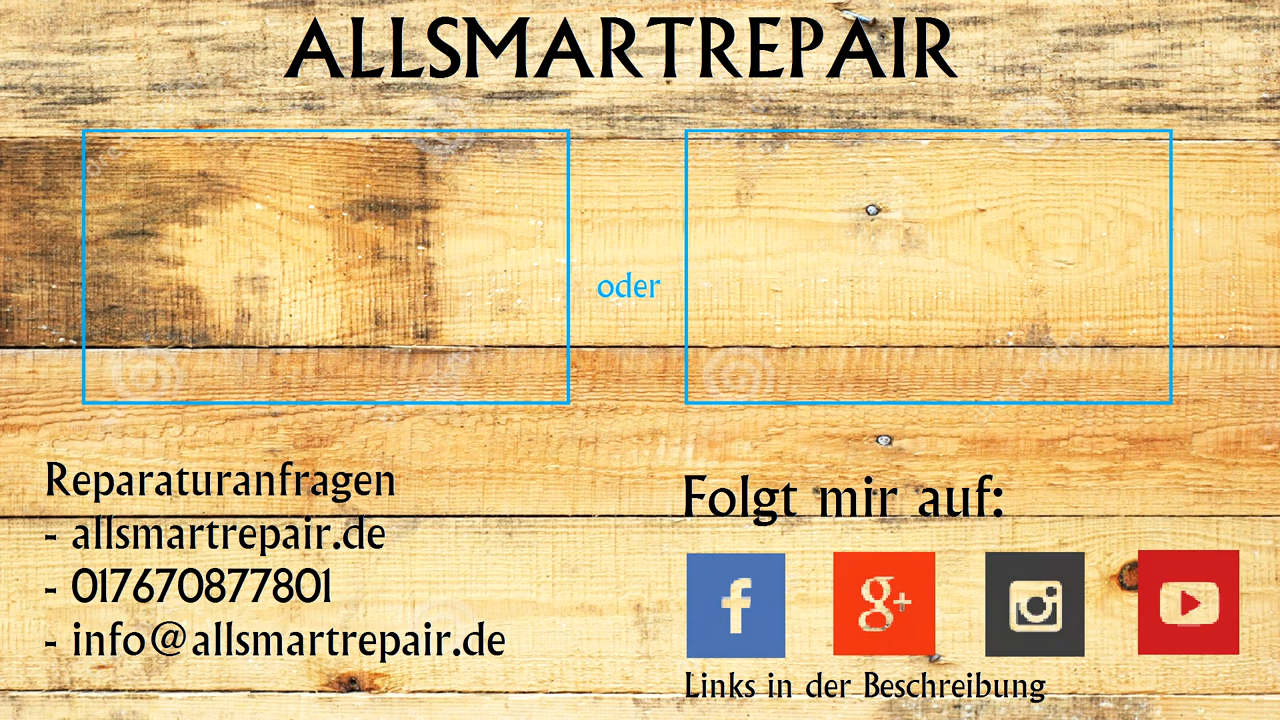 ALLSMARTREPAIR
oder
Reparaturanfragen
- allsmartrepair.de
- 017670877801
- info@allsmartrepair.de
Folgt mir auf:
f g+
Links in der Beschreibung